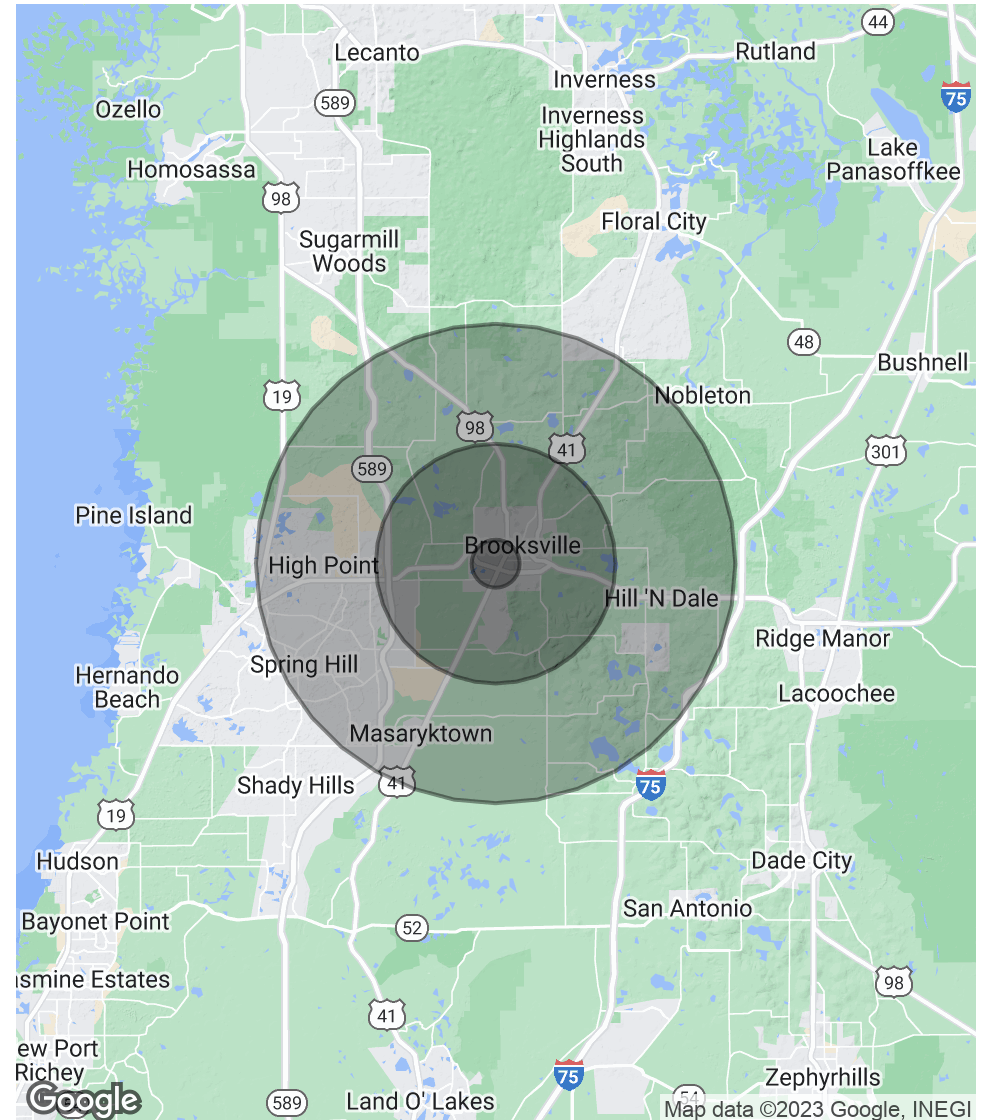 44
Lecanto
Rutland
Inverness
75
589
Ozello
Inverness
Highlands
South
Lake
Panasoffkee
Homosassa
98
Floral City
Sugarmill
Woods
48
Bushnell
19
Nobleton
98
41
301
589
Pine Island
Brooksville
High Point
Hill 'N Dale
Ridge Manor
Spring Hill
Hernando
Beach
Lacoochee
Masaryktown
41
Shady Hills
75
19
Hudson
Dade City
San Antonio
Bayonet Point
52
asmine Estates
98
41
ew Port
Richey
75
Zephyrhills
Google
589
Land O' Lakes
54
Map data ©2023 Google, INEGI